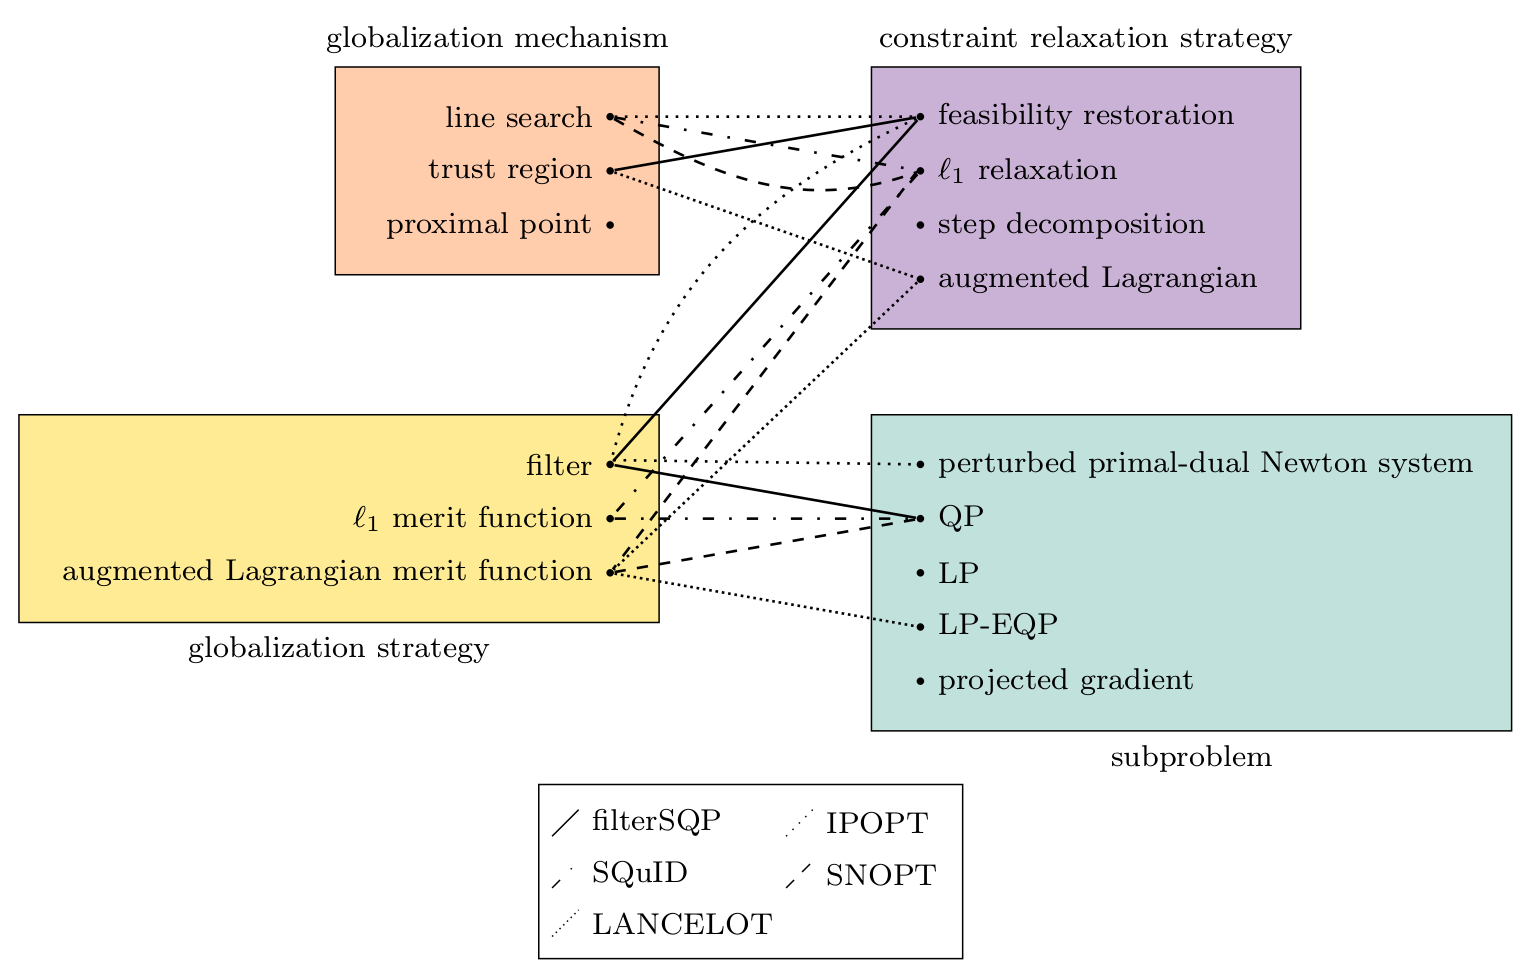 globalization mechanism
line search
trust region
proximal point
constraint relaxation strategy
feasibility restoration
ℓ₁ relaxation
step decomposition
augmented Lagrangian
filter
ℓ₁ merit function
augmented Lagrangian merit function
globalization strategy
perturbed primal-dual Newton system
QP
LP
LP-EQP
projected gradient
subproblem
filterSQP
IPOPT
SQuID
SNOPT
LANCELOT